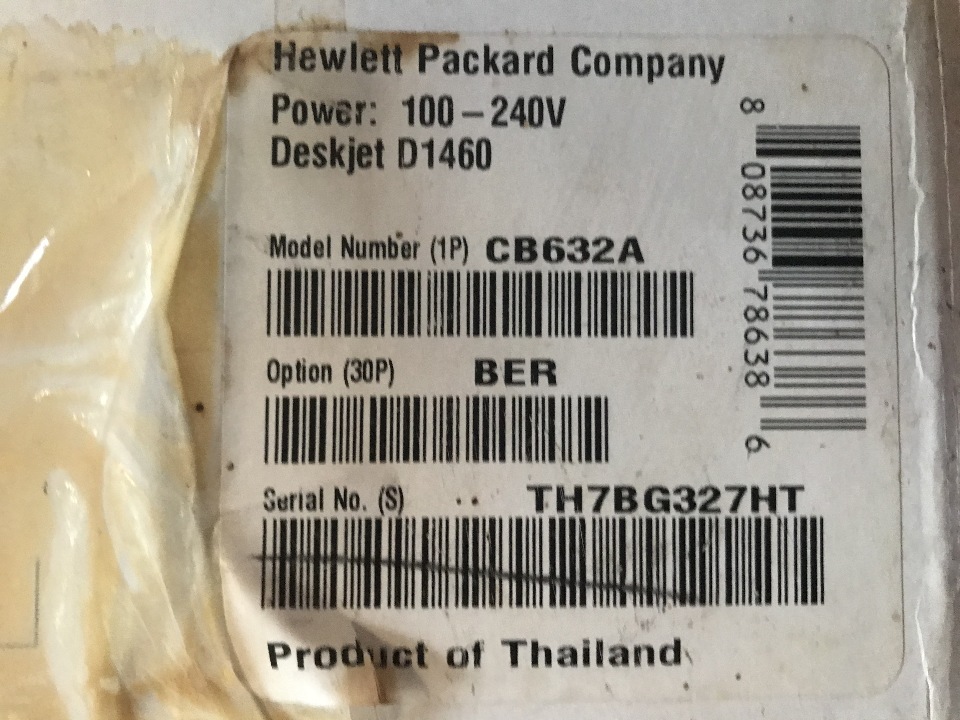 Hewlett Packard Company
Power: 100-240V
Deskjet D1460
Model Number (1P) CB632A
Option (30P) BER
Serial No. (S) TH7BG327HT
Product of Thailand
8 08736 78638 6